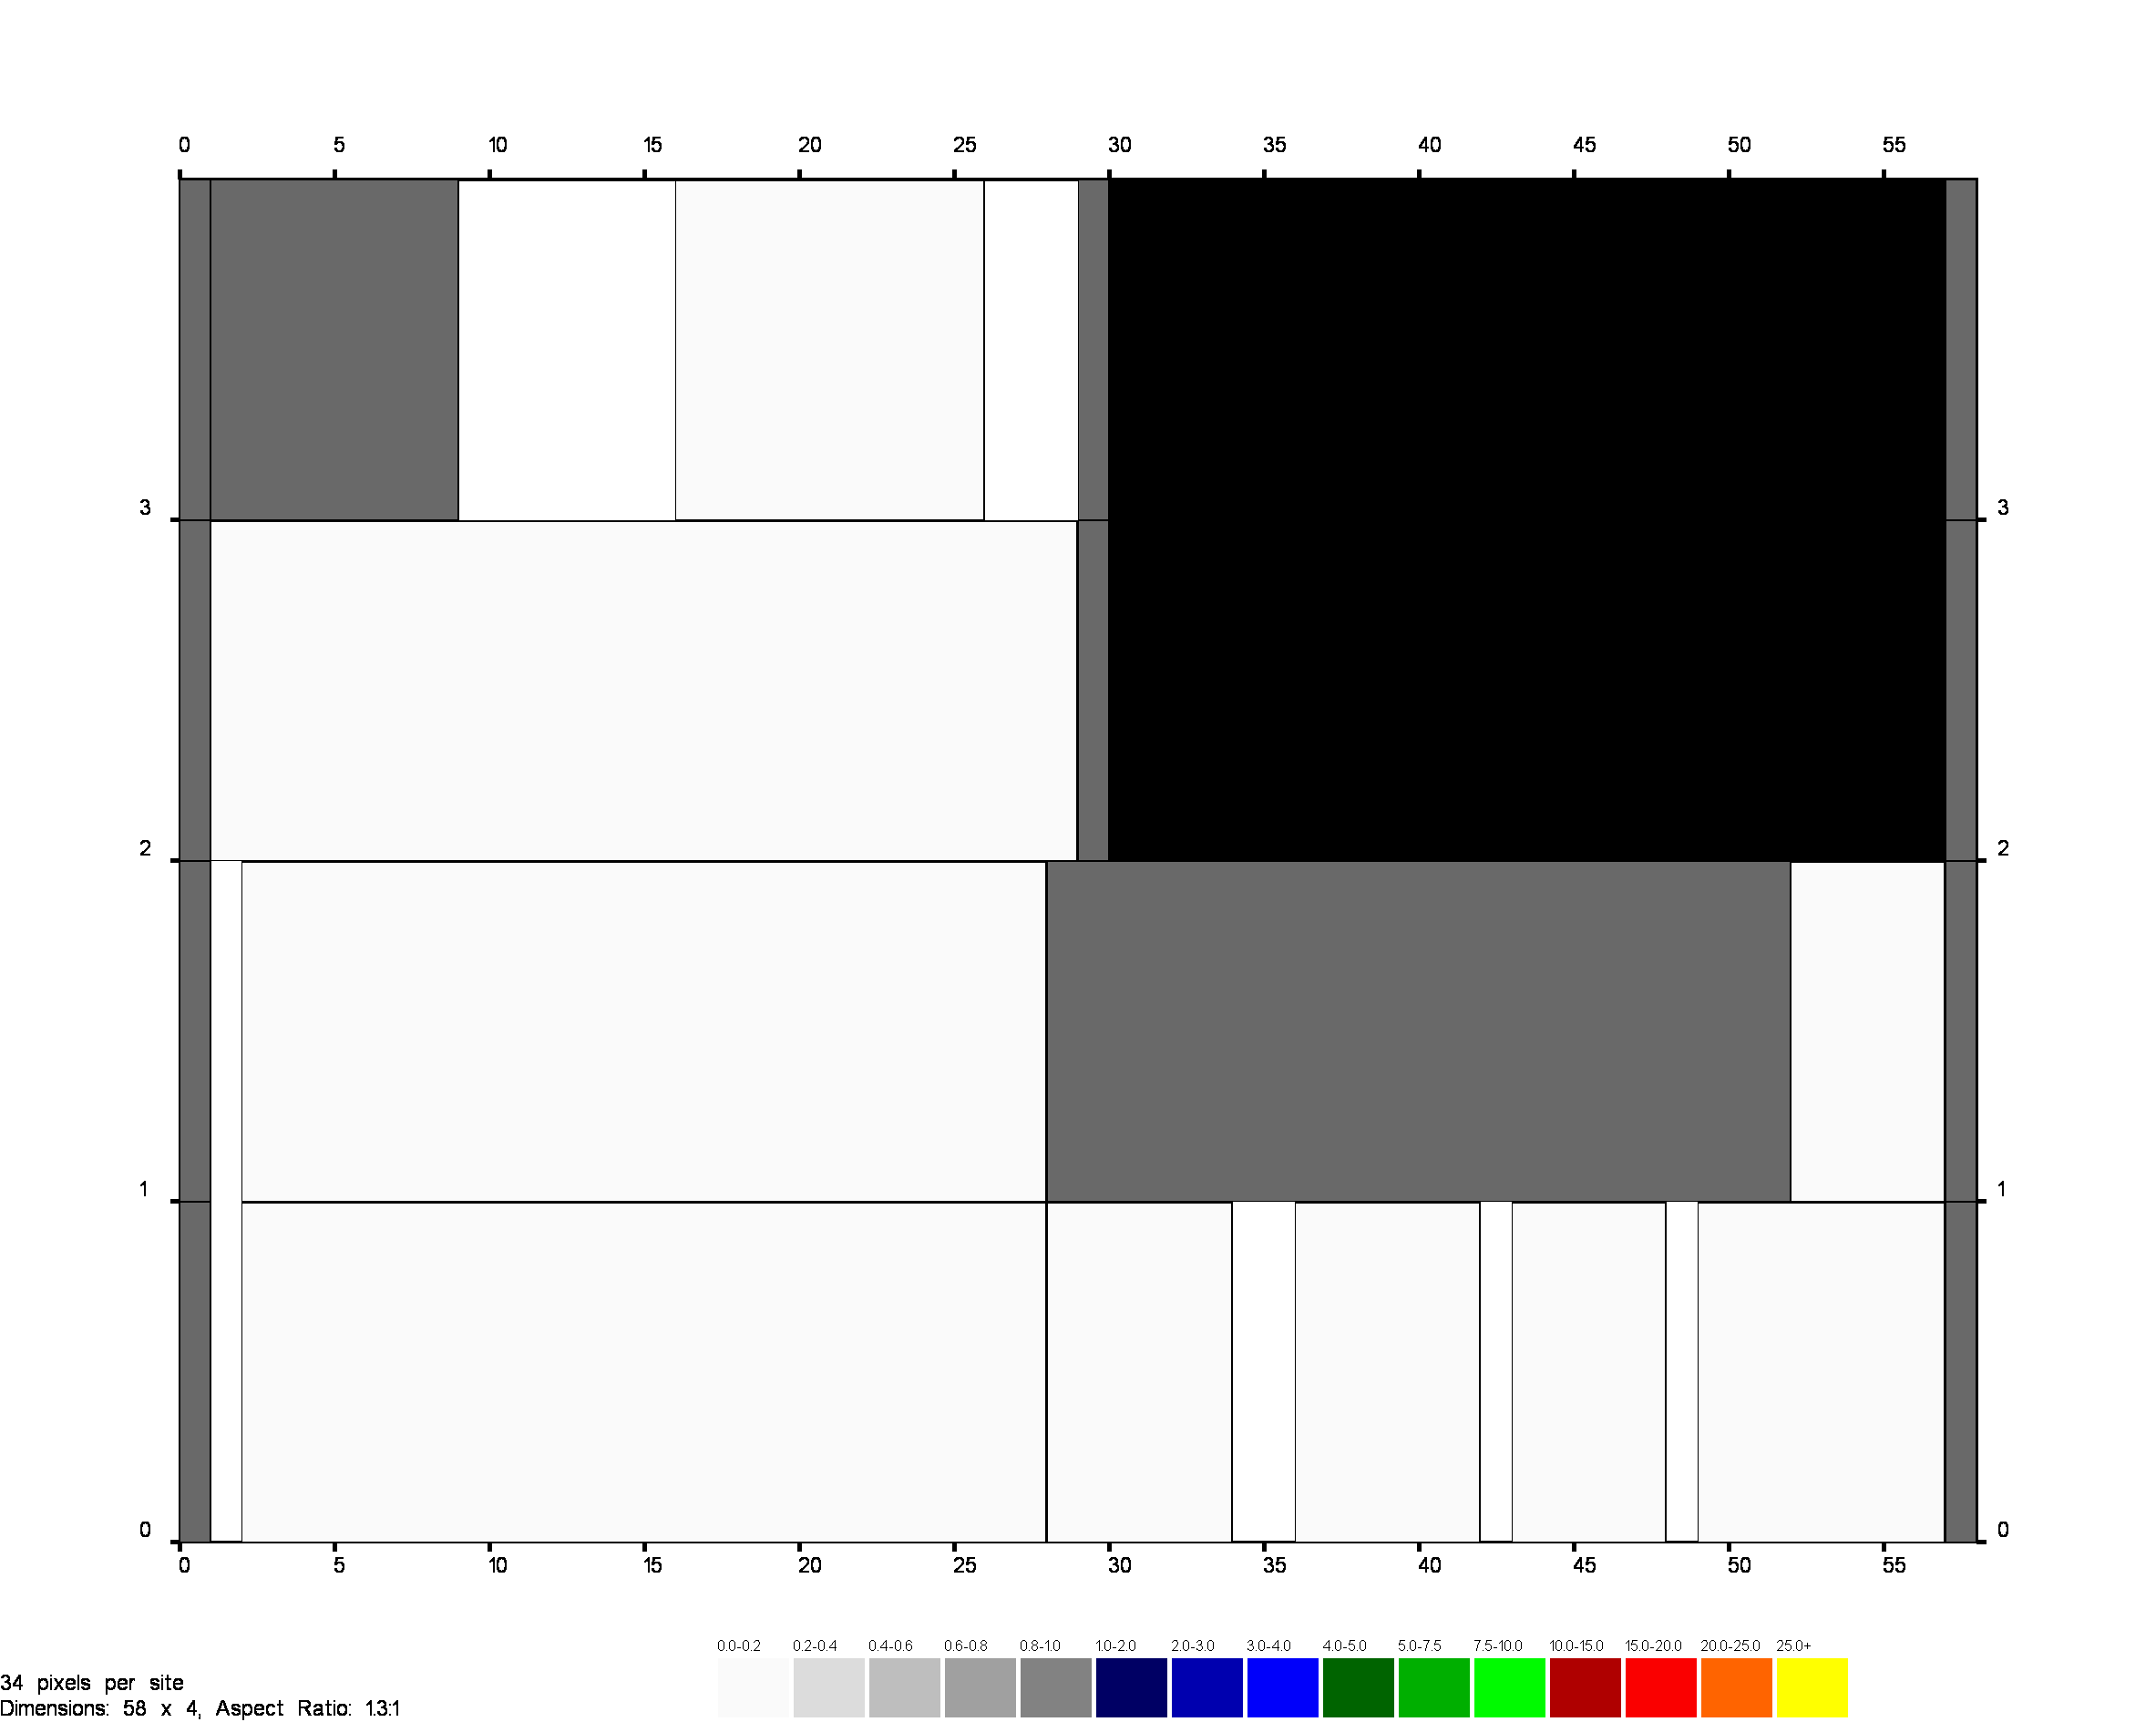 0 5 10 15 20 25 30 35 40 45 50 55
3 3
2 2
1 1
0 0
0 5 10 15 20 25 30 35 40 45 50 55
0.0-0.2 0.2-0.4 0.4-0.6 0.6-0.8 0.8-1.0 1.0-2.0 2.0-3.0 3.0-4.0 4.0-5.0 5.0-7.5 7.5-10.0 10.0-15.0 15.0-20.0 20.0-25.0 25.0+
34 pixels per site
Dimensions: 58 x 4, Aspect Ratio: 1.3:1